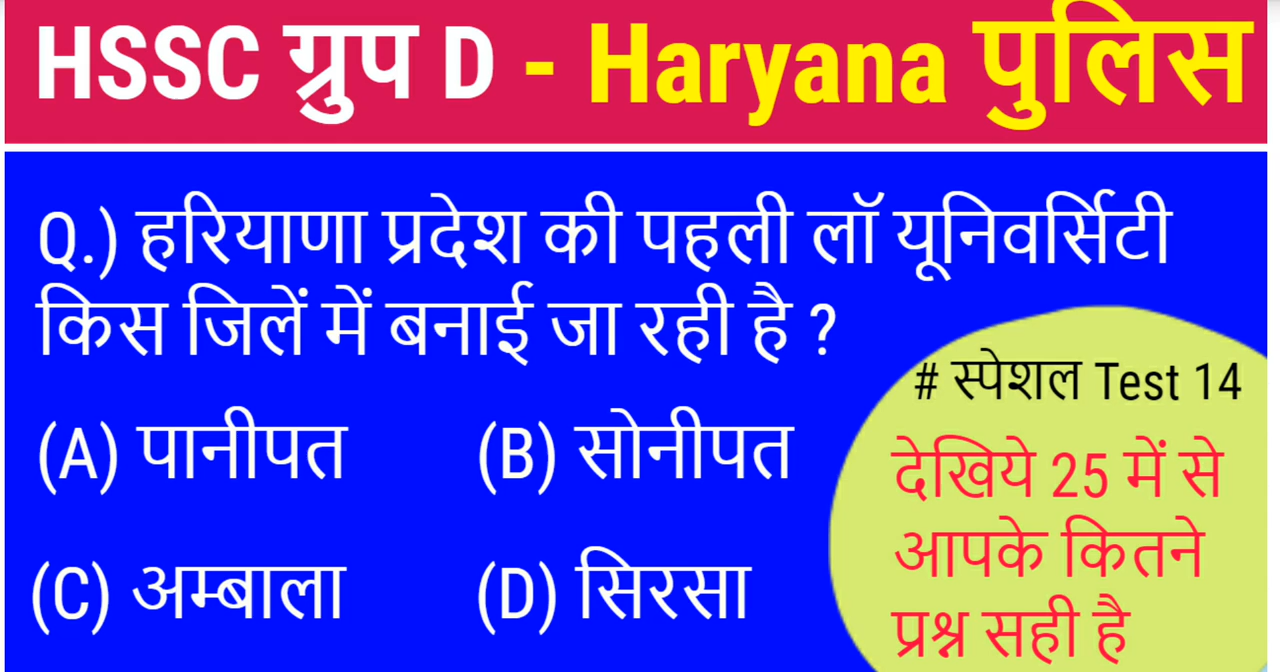 HSSC ग्रुप D - Haryana पुलिस
Q.) हरियाणा प्रदेश की पहली लॉ यूनिवर्सिटी
किस जिलें में बनाई जा रही है ?
(A) पानीपत (B) सोनीपत
(C) अम्बाला (D) सिरसा
# स्पेशल Test 14
देखिये 25 में से
आपके कितने
प्रश्न सही है